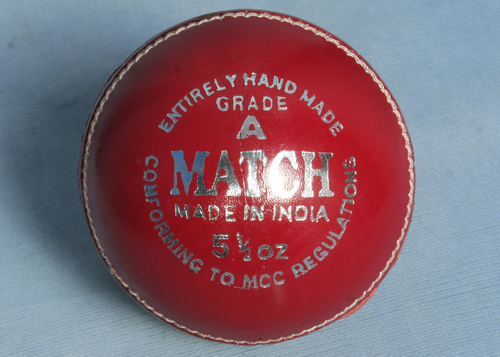 ENTIRELY HAND MADE
GRADE
A
MATCH
MADE IN INDIA
5½ OZ
CONFORMING TO MCC REGULATIONS